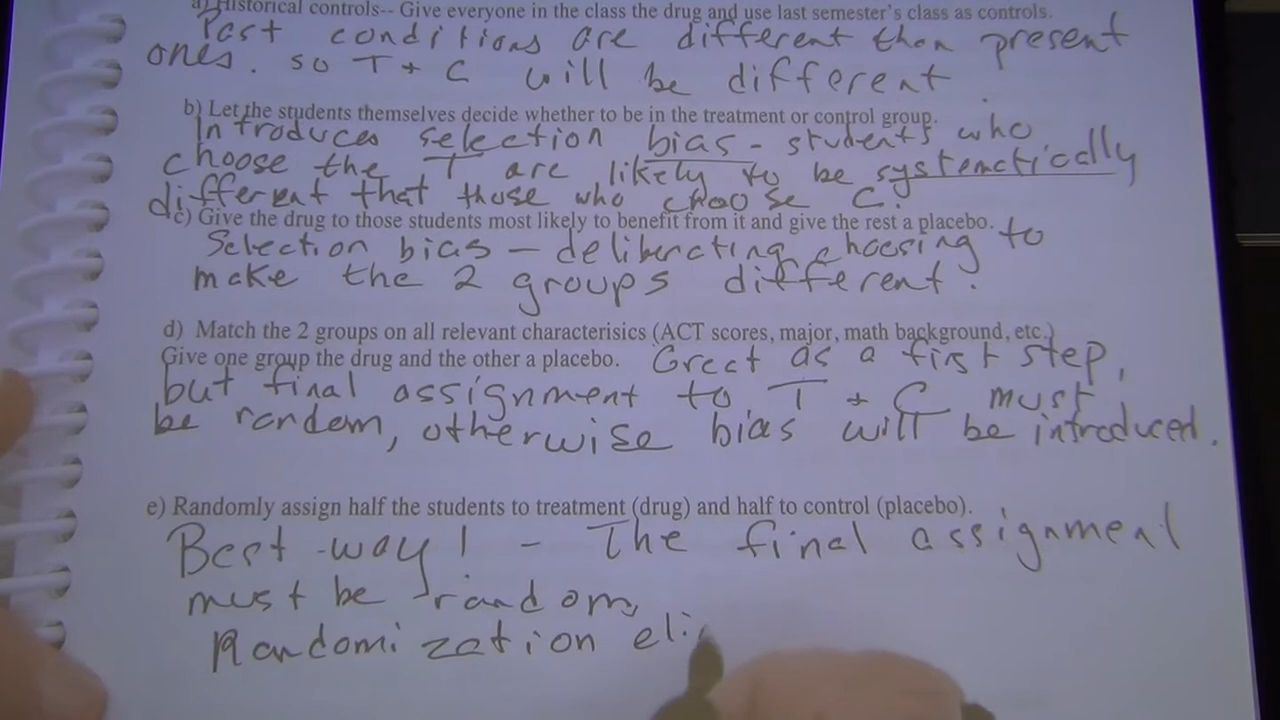 a) Historical controls-- Give everyone in the class the drug and use last semester's class as controls.
Past conditions are different than present
ones. so T + C will be different.
b) Let the students themselves decide whether to be in the treatment or control group.
Introduces selection bias - students who
choose the T are likely to be systematically
different that those who choose C.
c) Give the drug to those students most likely to benefit from it and give the rest a placebo.
Selection bias - deliberating choosing to
make the 2 groups different.
d) Match the 2 groups on all relevant characterisics (ACT scores, major, math background, etc.)
Give one group the drug and the other a placebo. Great as a first step,
but final assignment to T + C must
be random, otherwise bias will be introduced.
e) Randomly assign half the students to treatment (drug) and half to control (placebo).
Best way! - The final assignment
must be random,
Randomization eli